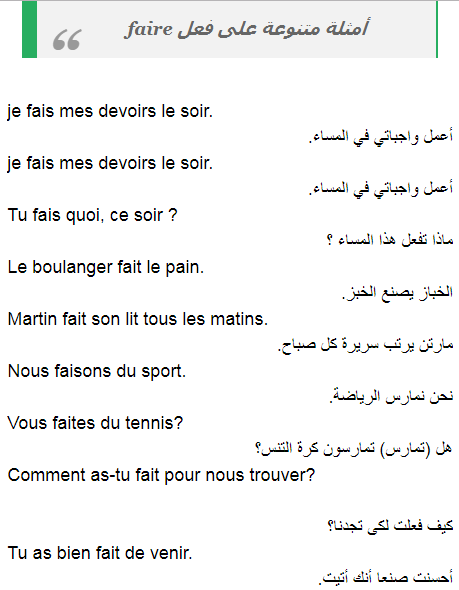 أمثلة متنوعة على فعل faire
je fais mes devoirs le soir.
أعمل واجباتي في المساء.
je fais mes devoirs le soir.
أعمل واجباتي في المساء.
Tu fais quoi, ce soir ?
ماذا تفعل هذا المساء ؟
Le boulanger fait le pain.
الخباز يصنع الخبز.
Martin fait son lit tous les matins.
مارتن يرتب سريرة كل صباح.
Nous faisons du sport.
نحن نمارس الرياضة.
Vous faites du tennis?
هل (تمارس) تمارسون كرة التنس؟
Comment as-tu fait pour nous trouver?
كيف فعلت لكى تجدنا؟
Tu as bien fait de venir.
أحسنت صنعا أنك أتيت.